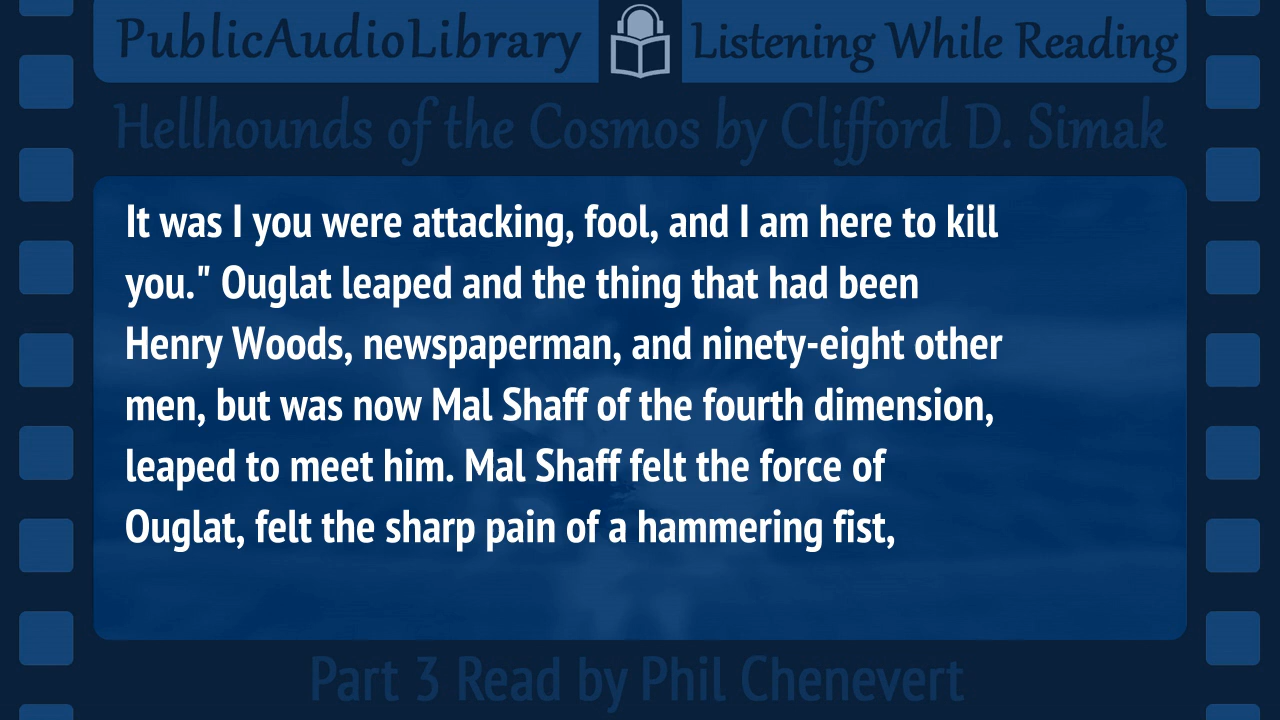 PublicAudioLibrary Listening While Reading
Hellhounds of the Cosmos by Clifford D. Simak
It was I you were attacking, fool, and I am here to kill
you." Ouglat leaped and the thing that had been
Henry Woods, newspaperman, and ninety-eight other
men, but was now Mal Shaff of the fourth dimension,
leaped to meet him. Mal Shaff felt the force of
Ouglat, felt the sharp pain of a hammering fist,
Part 3 Read by Phil Chenevert